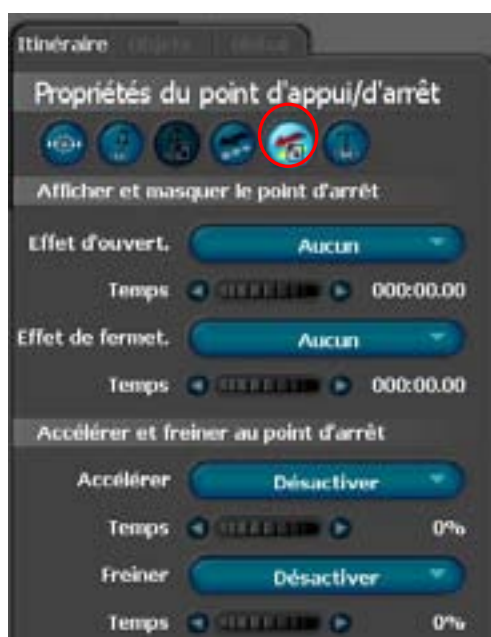 Itinéraire Objets Global
Propriétés du point d'appui/d'arrêt
Afficher et masquer le point d'arrêt
Effet d'ouvert. Aucun
Temps 000:00.00
Effet de fermet. Aucun
Temps 000:00.00
Accélérer et freiner au point d'arrêt
Accélérer Désactiver
Temps 0%
Freiner Désactiver
Temps 0%